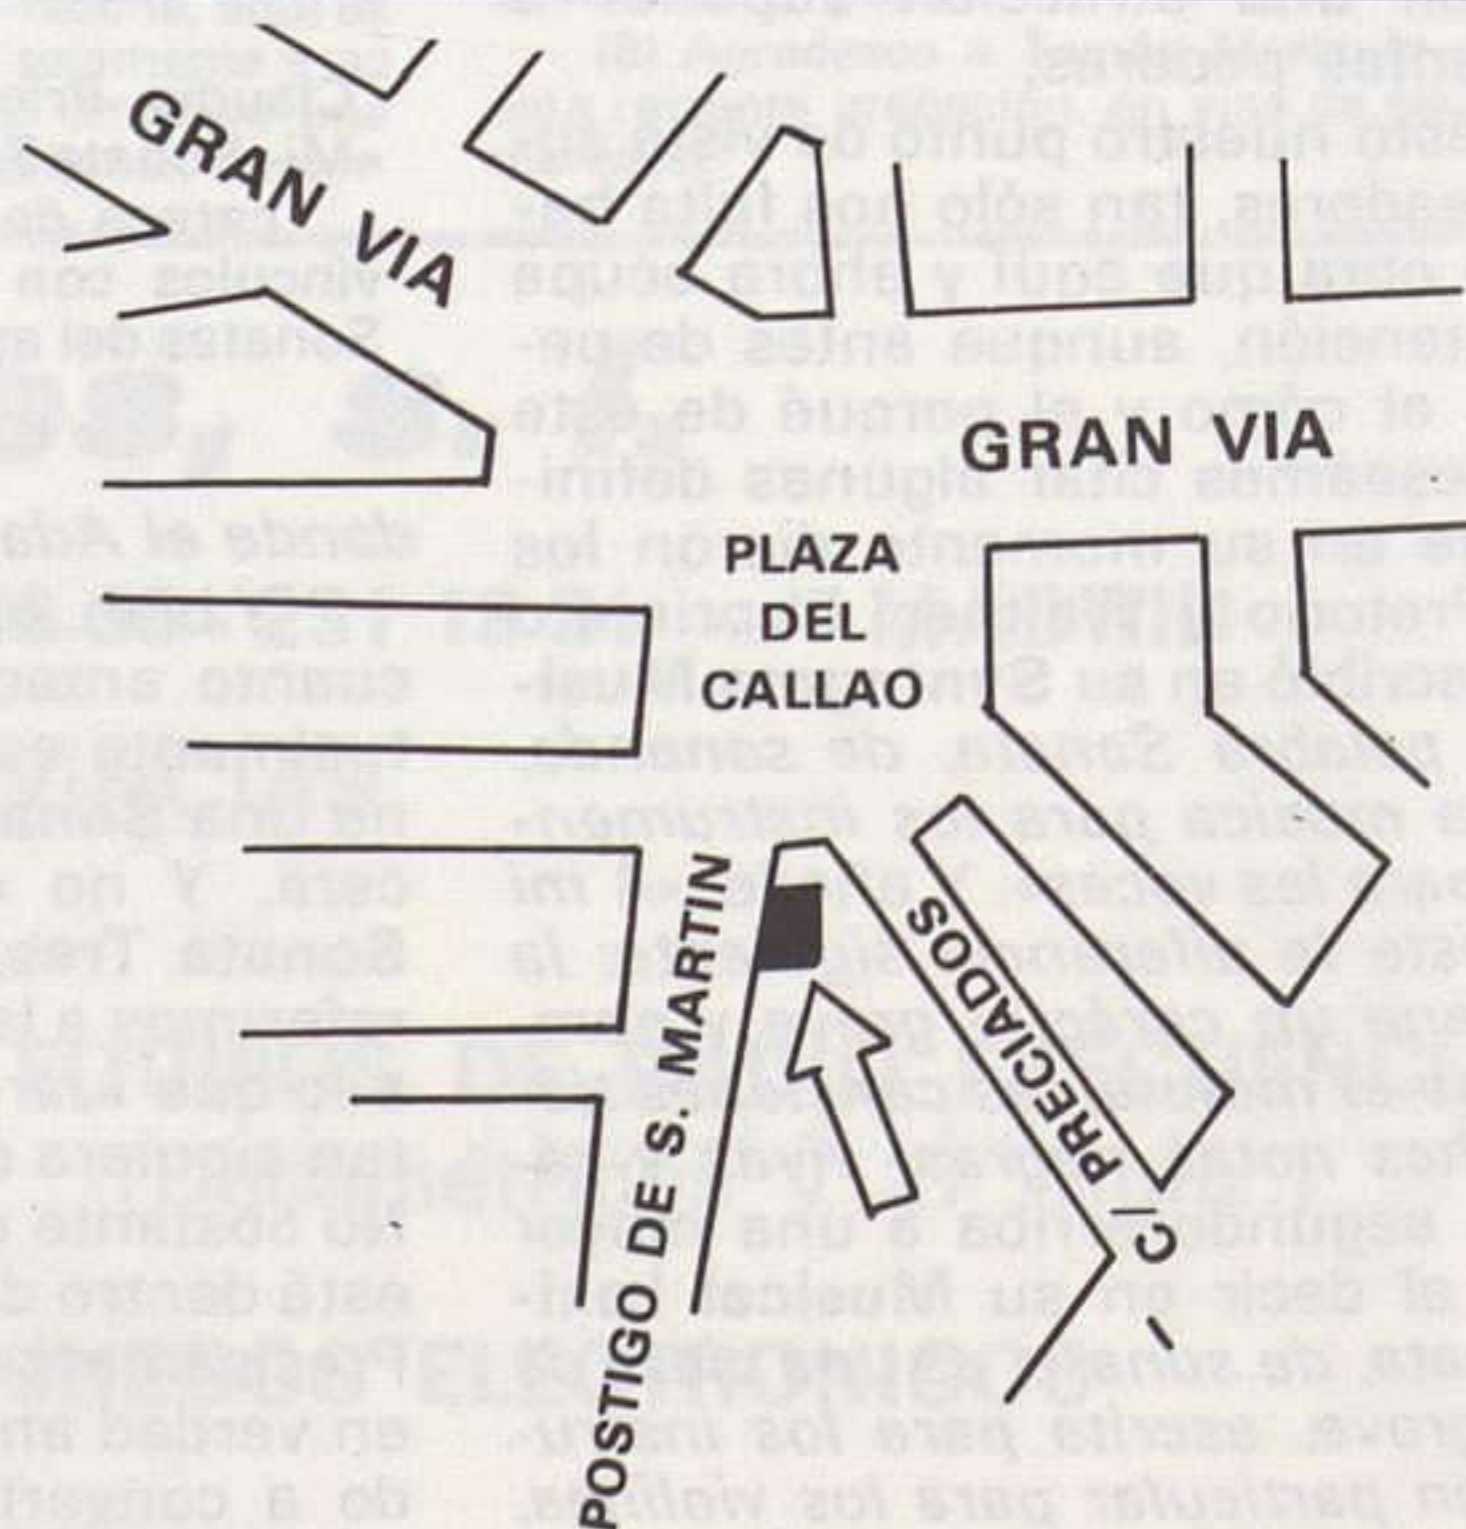 GRAN VIA
GRAN VIA
PLAZA
DEL
CALLAO
POSTIGO DE S. MARTIN
C/ PRECIADOS